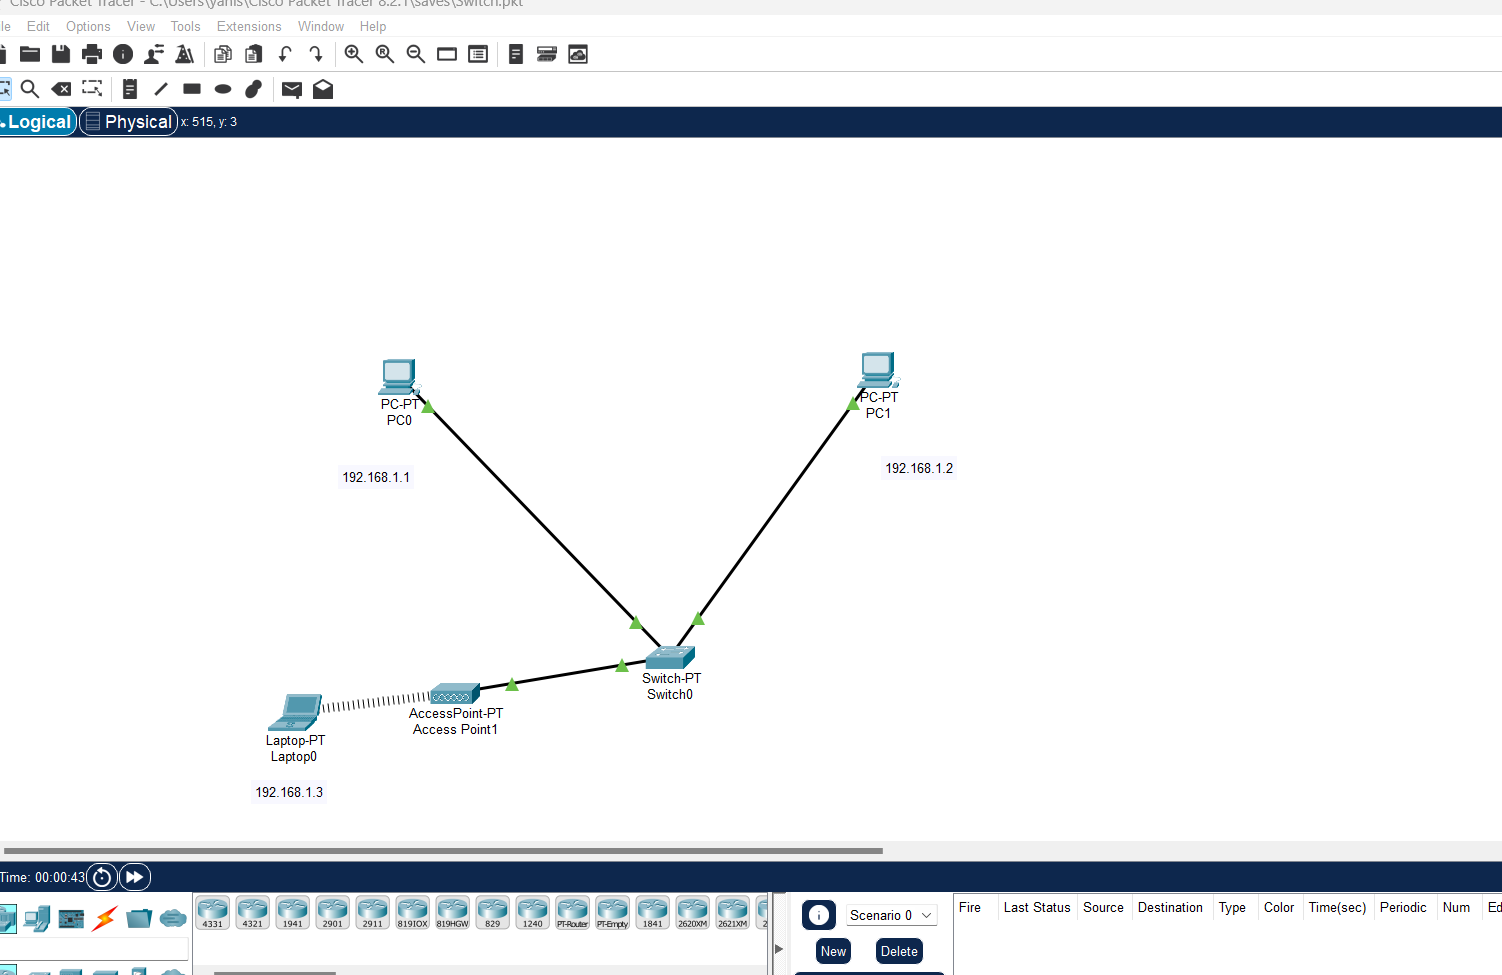 Cisco Packet Tracer - C:\Users\yanis\Cisco Packet Tracer 8.2.1\saves\Switch.pkt
le Edit Options View Tools Extensions Window Help
Logical Physical x: 515, y: 3
PC-PT
PC0
PC-PT
PC1
192.168.1.1
192.168.1.2
Switch-PT
Switch0
AccessPoint-PT
Access Point1
Laptop-PT
Laptop0
192.168.1.3
Time: 00:00:43
4331 4321 1941 2901 2911 819IOX 819HGW 829 1240 PT-Router PT-Empty 1841 2620XM 2621XM 2
Scenario 0
New Delete
Fire Last Status Source Destination Type Color Time(sec) Periodic Num Ed